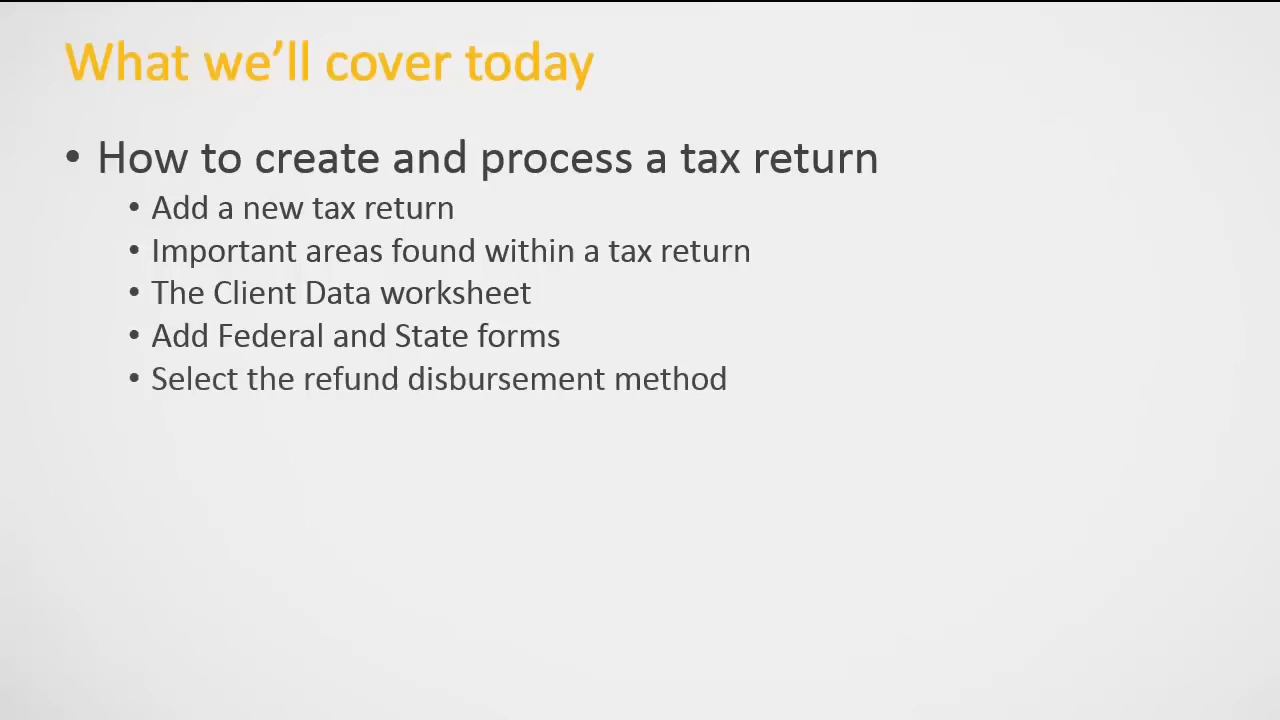 What we’ll cover today
• How to create and process a tax return
• Add a new tax return
• Important areas found within a tax return
• The Client Data worksheet
• Add Federal and State forms
• Select the refund disbursement method